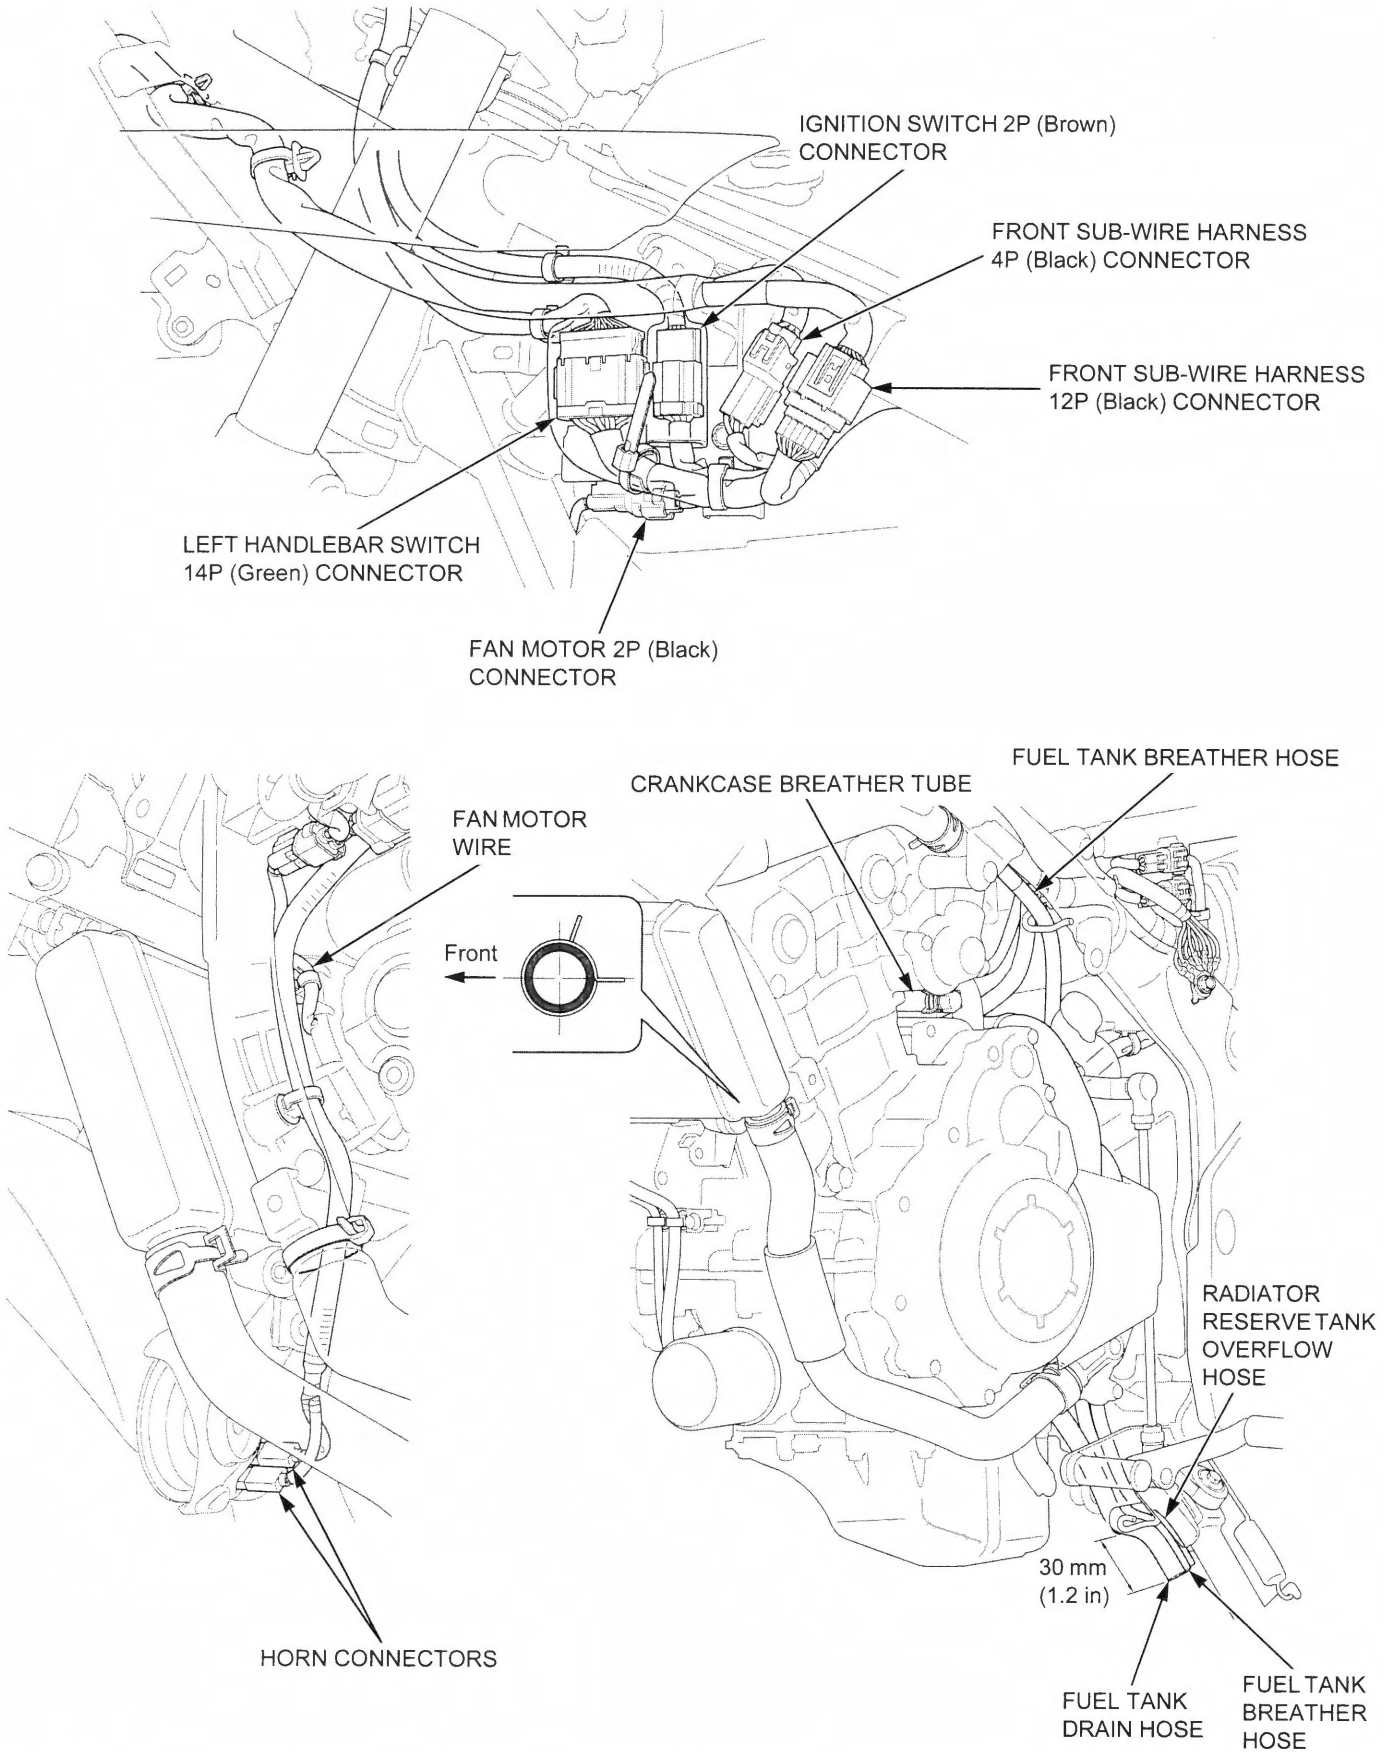 IGNITION SWITCH 2P (Brown)
CONNECTOR
FRONT SUB-WIRE HARNESS
4P (Black) CONNECTOR
FRONT SUB-WIRE HARNESS
12P (Black) CONNECTOR
LEFT HANDLEBAR SWITCH
14P (Green) CONNECTOR
FAN MOTOR 2P (Black)
CONNECTOR
FUEL TANK BREATHER HOSE
CRANKCASE BREATHER TUBE
FAN MOTOR
WIRE
Front
RADIATOR
RESERVE TANK
OVERFLOW
HOSE
30 mm
(1.2 in)
HORN CONNECTORS
FUEL TANK
DRAIN HOSE
FUEL TANK
BREATHER
HOSE